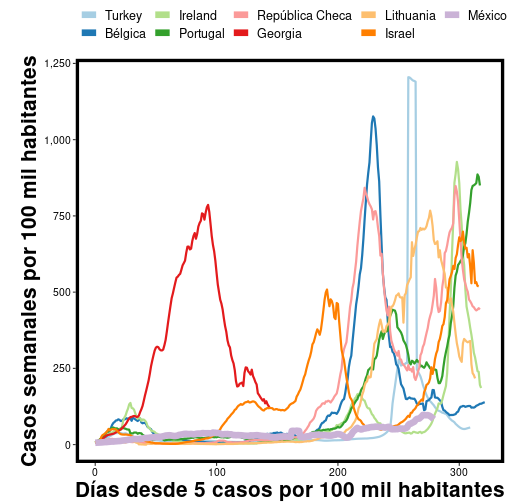 Turkey Ireland República Checa Lithuania México
Bélgica Portugal Georgia Israel
Casos semanales por 100 mil habitantes
1,250
1,000
750
500
250
0
0 100 200 300
Días desde 5 casos por 100 mil habitantes